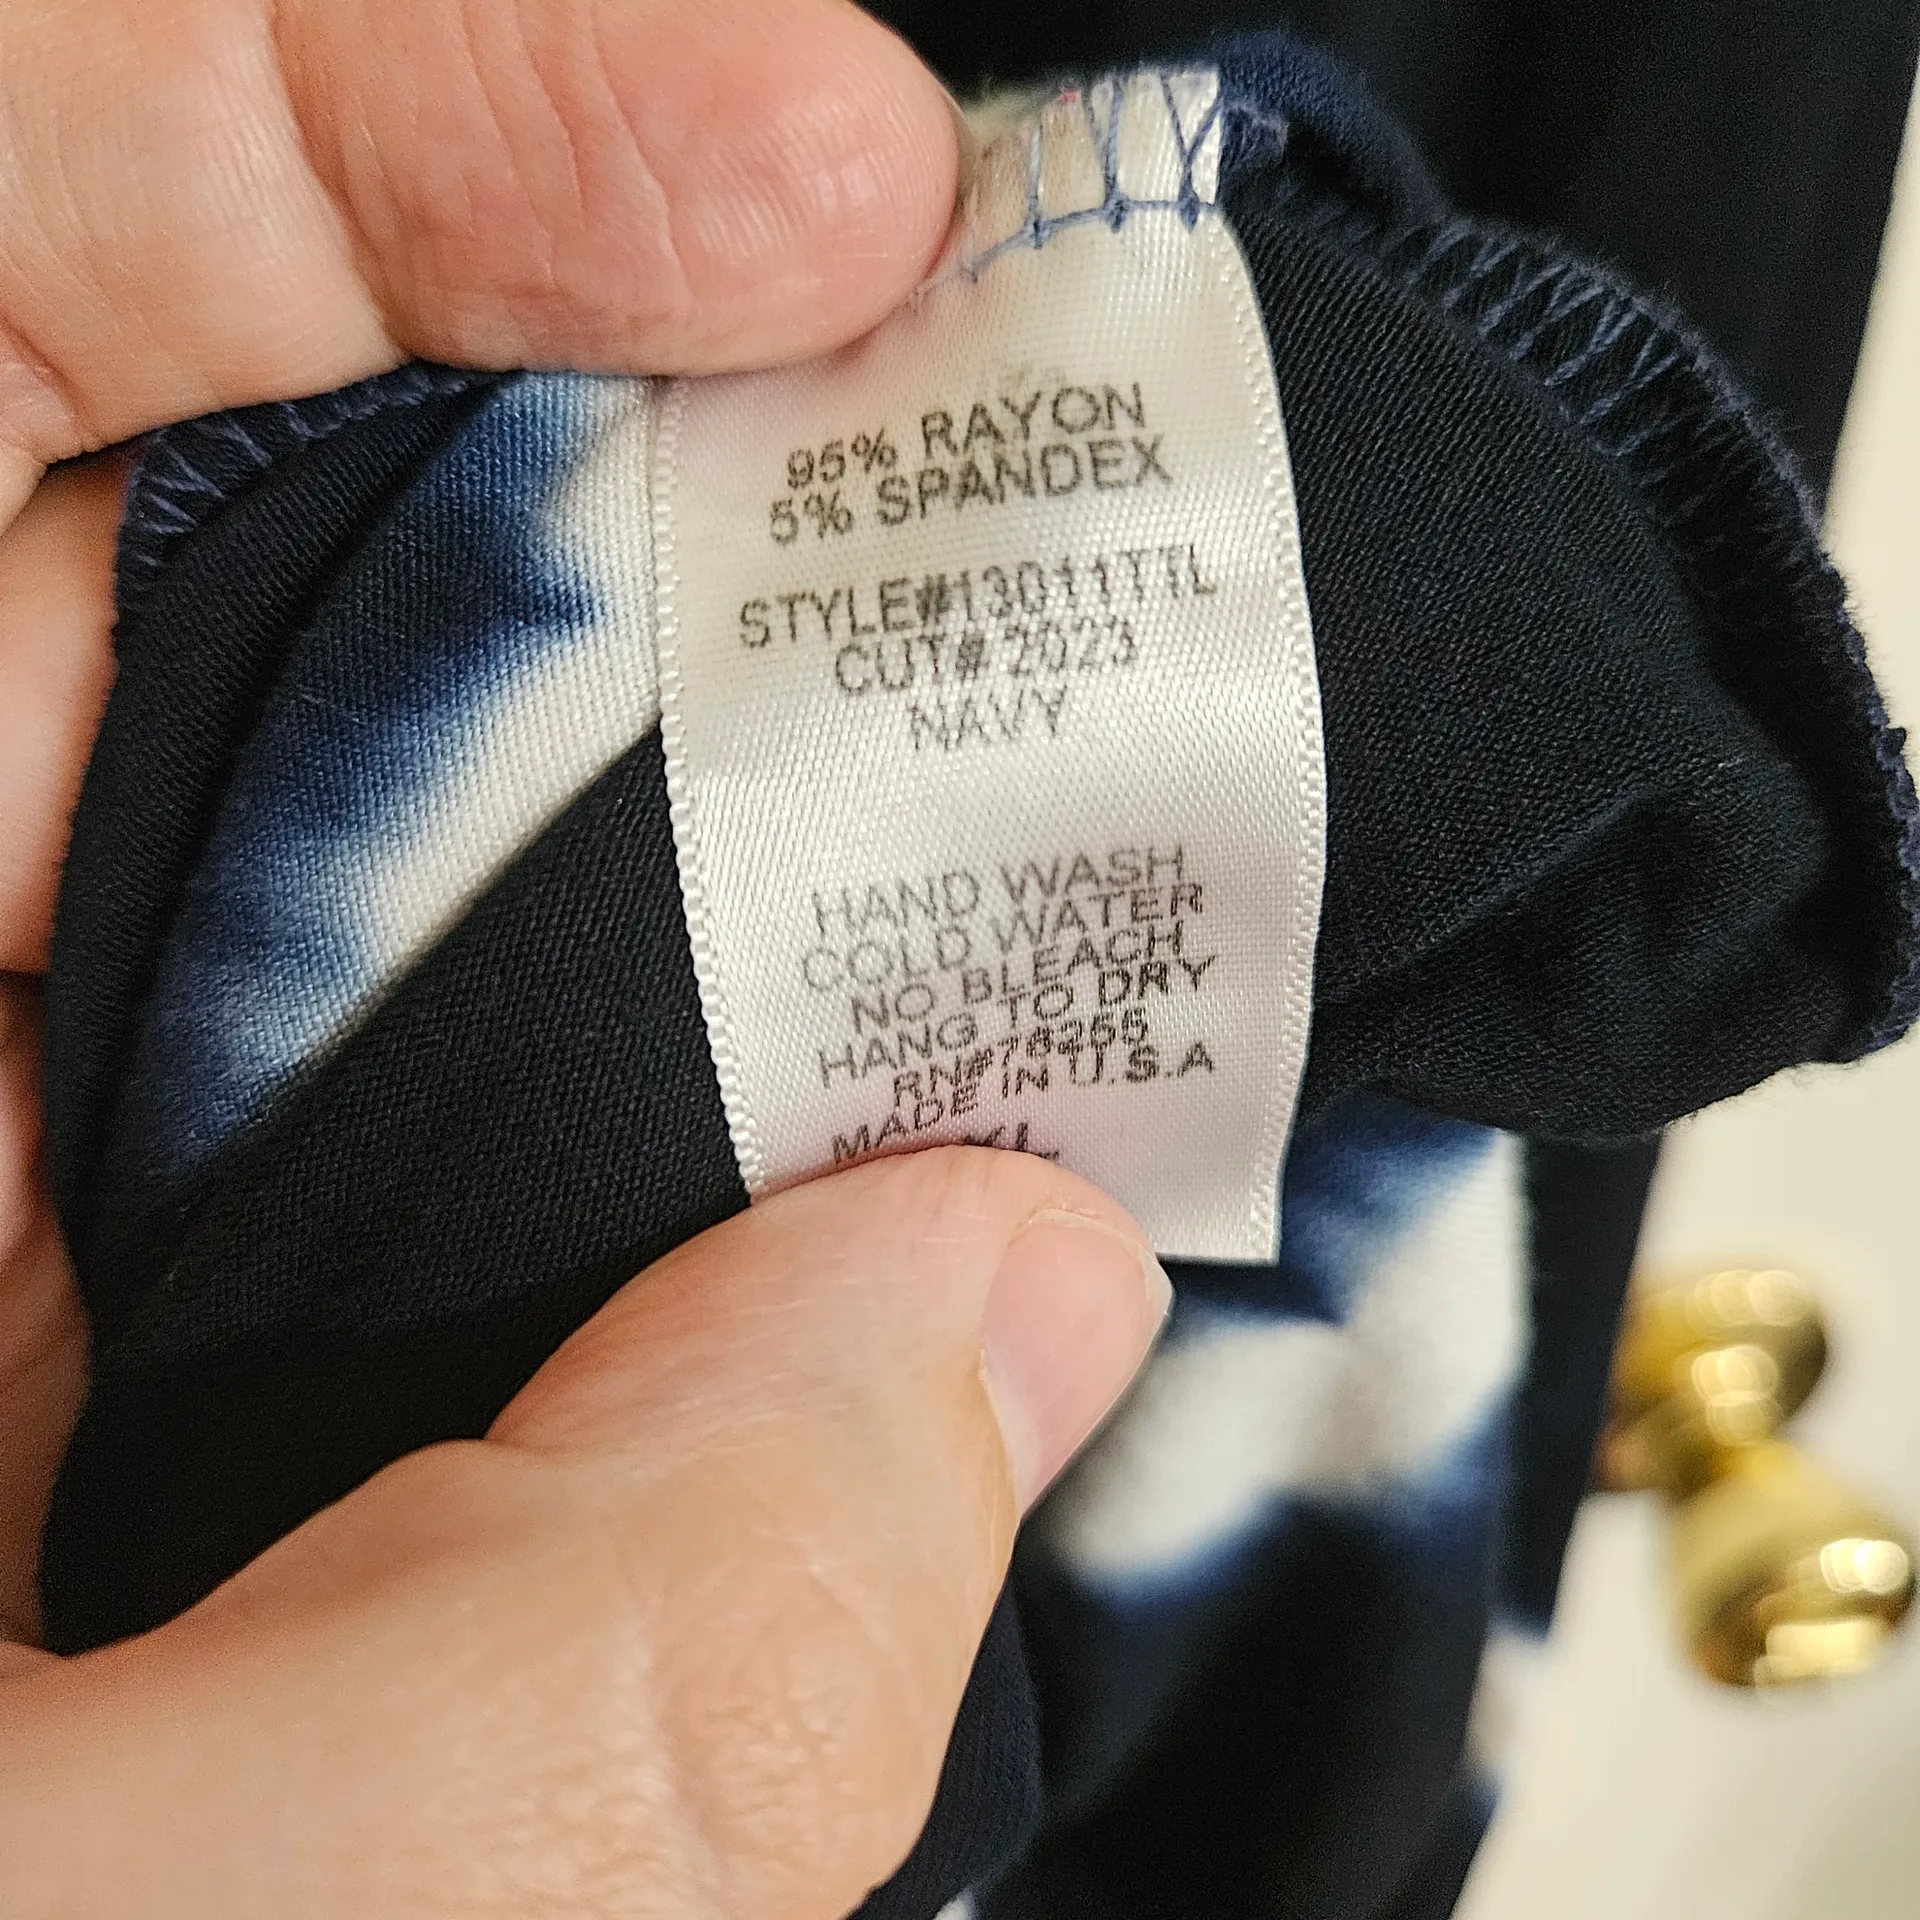 95% RAYON
5% SPANDEX
STYLE#13011TTL
CUT# 2023
NAVY
HAND WASH
COLD WATER
NO BLEACH
HANG TO DRY
RN#78255
MADE IN U.S.A